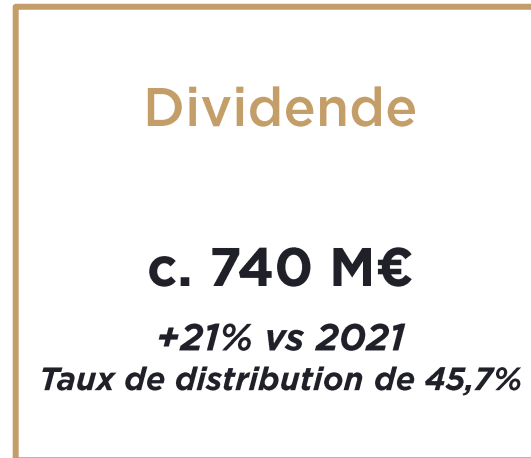 Dividende
c. 740 M€
+21% vs 2021
Taux de distribution de 45,7%